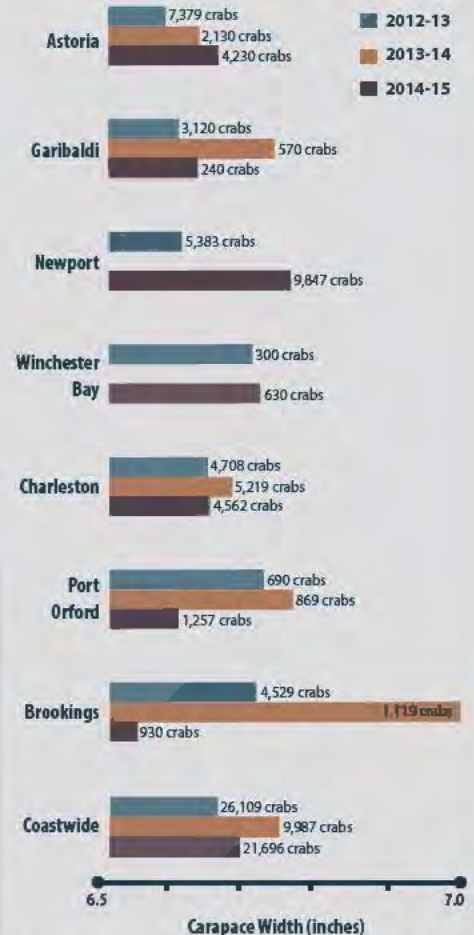 7,379 crabs
2012-13
Astoria
2,130 crabs
2013-14
4,230 crabs
2014-15
3,120 crabs
Garibaldi
570 crabs
240 crabs
5,383 crabs
Newport
9,847 crabs
300 crabs
Winchester
Bay
630 crabs
4,708 crabs
Charleston
5,219 crabs
4,562 crabs
690 crabs
Port
Orford
869 crabs
1,257 crabs
4,529 crabs
Brookings
1,119 crabs
930 crabs
26,109 crabs
Coastwide
9,987 crabs
21,696 crabs
6.5
7.0
Carapace Width (inches)